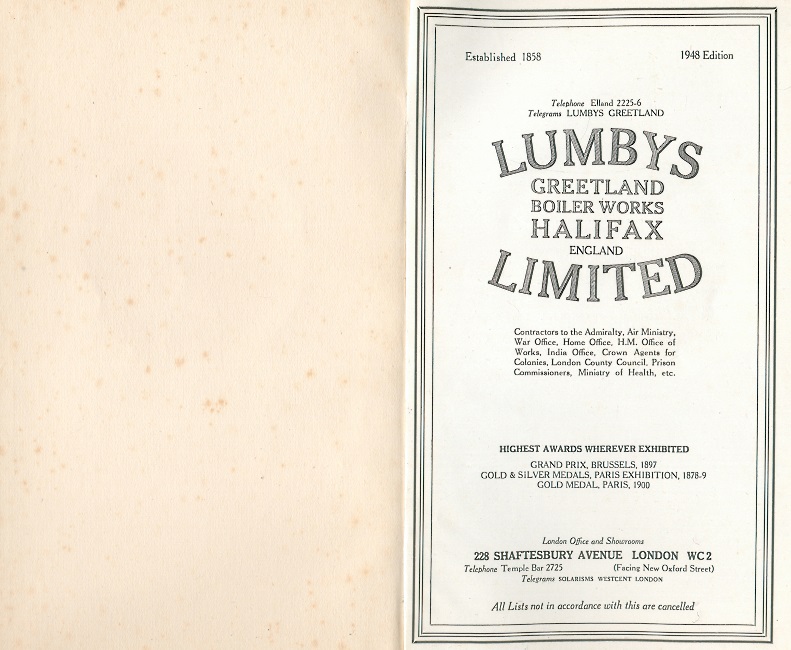 Established 1858
1948 Edition
Telephone Elland 2225-6
Telegrams LUMBYS GREETLAND
LUMBYS
GREETLAND
BOILER WORKS
HALIFAX
ENGLAND
LIMITED
Contractors to the Admiralty, Air Ministry,
War Office, Home Office, H.M. Office of
Works, India Office, Crown Agents for
Colonies, London County Council, Prison
Commissioners, Ministry of Health, etc.
HIGHEST AWARDS WHEREVER EXHIBITED
GRAND PRIX, BRUSSELS, 1897
GOLD & SILVER MEDALS, PARIS EXHIBITION, 1878-9
GOLD MEDAL, PARIS, 1900
London Office and Showrooms
228 SHAFTESBURY AVENUE LONDON WC2
Telephone Temple Bar 2725 (Facing New Oxford Street)
Telegrams SOLARISMS WESTCENT LONDON
All Lists not in accordance with this are cancelled